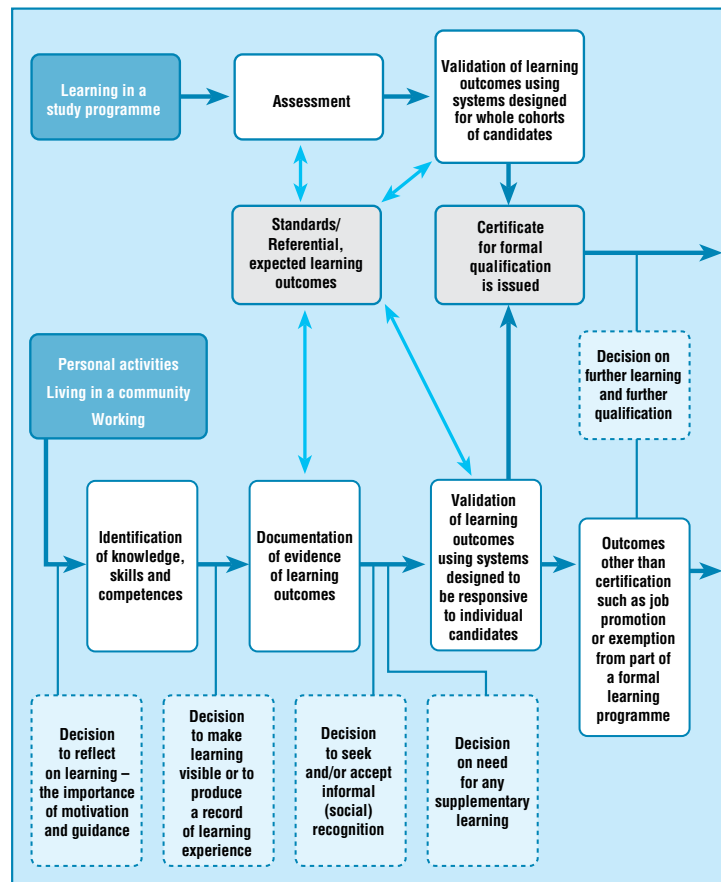 Learning in a
study programme
Assessment
Validation of learning
outcomes using
systems designed
for whole cohorts
of candidates
Standards/
Referential,
expected learning
outcomes
Certificate
for formal
qualification
is issued
Personal activities
Living in a community
Working
Decision on
further learning
and further
qualification
Identification
of knowledge,
skills and
competences
Documentation
of evidence
of learning
outcomes
Validation
of learning
outcomes
using systems
designed to
be responsive
to individual
candidates
Outcomes
other than
certification
such as job
promotion
or exemption
from part of
a formal
learning
programme
Decision
to reflect
on learning –
the importance
of motivation
and guidance
Decision
to make
learning
visible or to
produce
a record
of learning
experience
Decision
to seek
and/or accept
informal
(social)
recognition
Decision
on need
for any
supplementary
learning